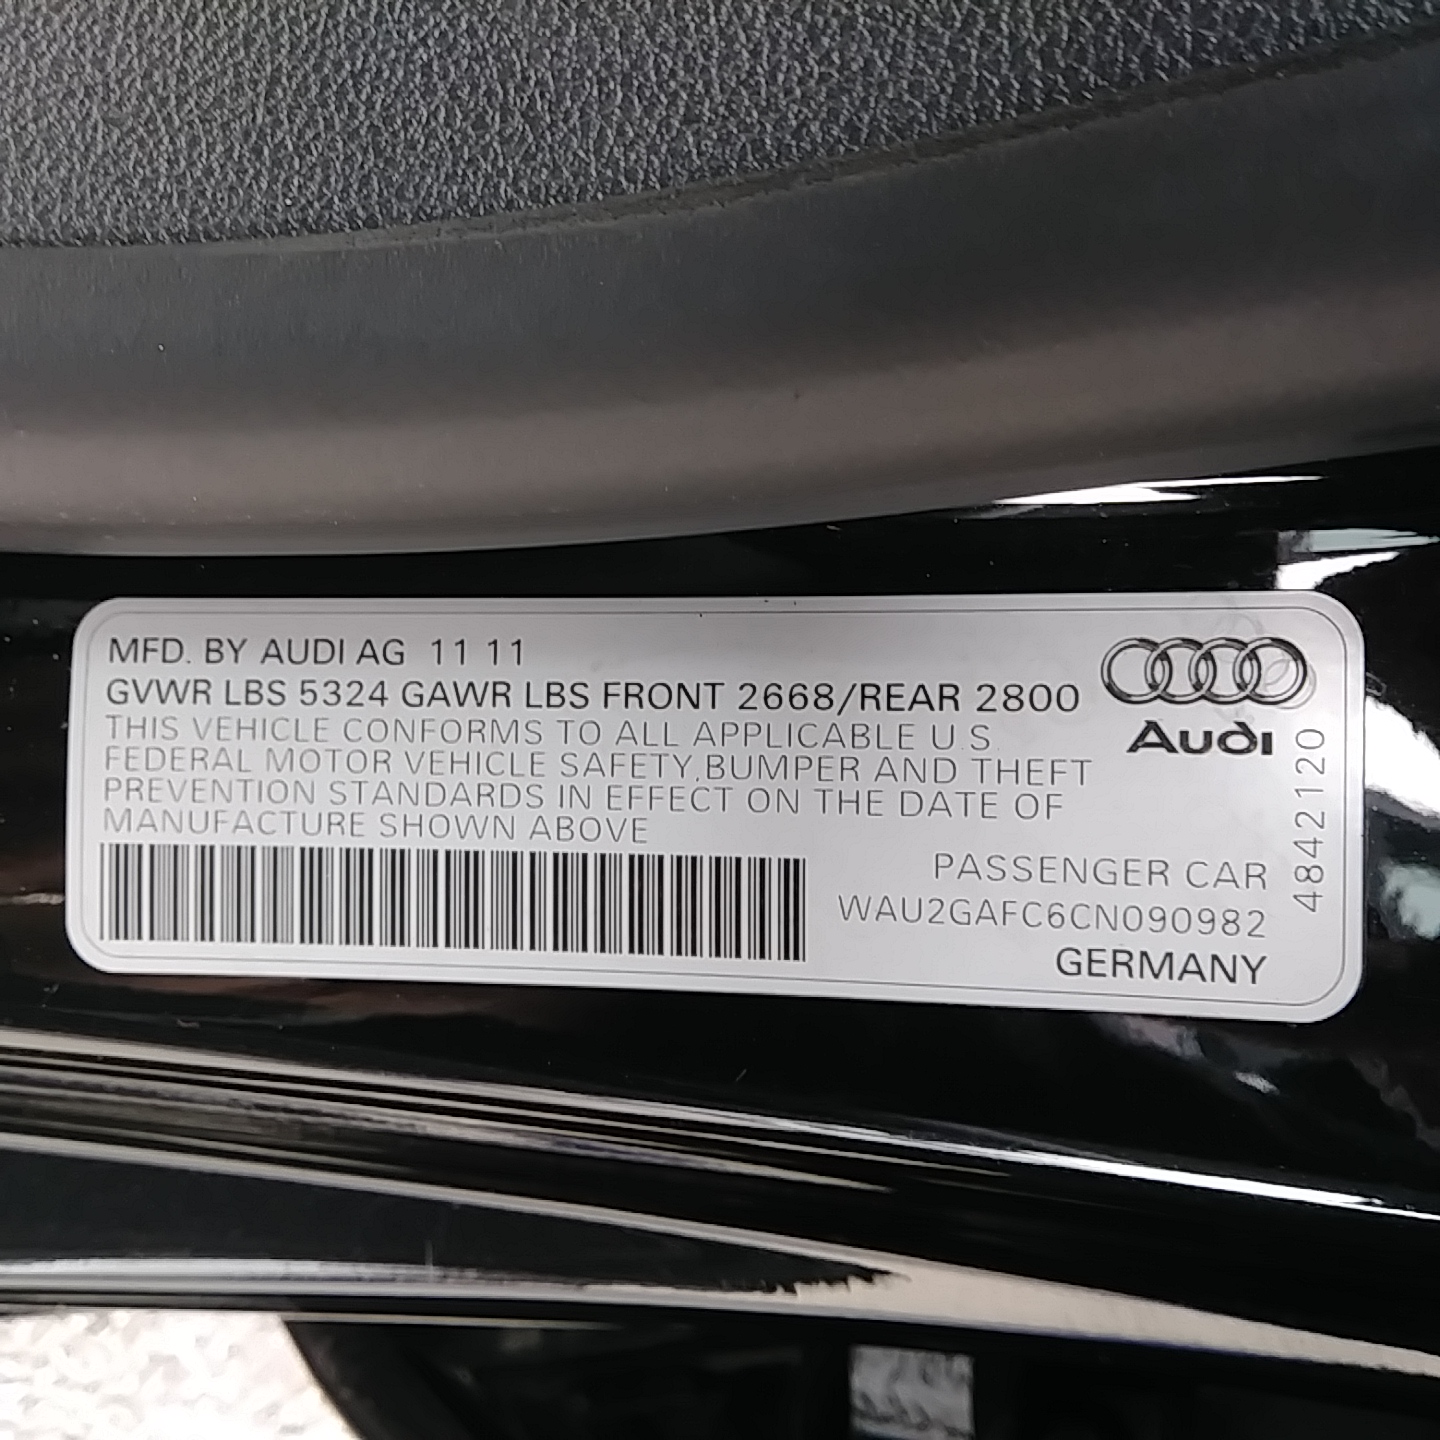 MFD. BY AUDI AG 11 11
GVWR LBS 5324 GAWR LBS FRONT 2668/REAR 2800
THIS VEHICLE CONFORMS TO ALL APPLICABLE U.S.
FEDERAL MOTOR VEHICLE SAFETY,BUMPER AND THEFT
PREVENTION STANDARDS IN EFFECT ON THE DATE OF
MANUFACTURE SHOWN ABOVE
Audi
4842120
PASSENGER CAR
WAU2GAFC6CN090982
GERMANY